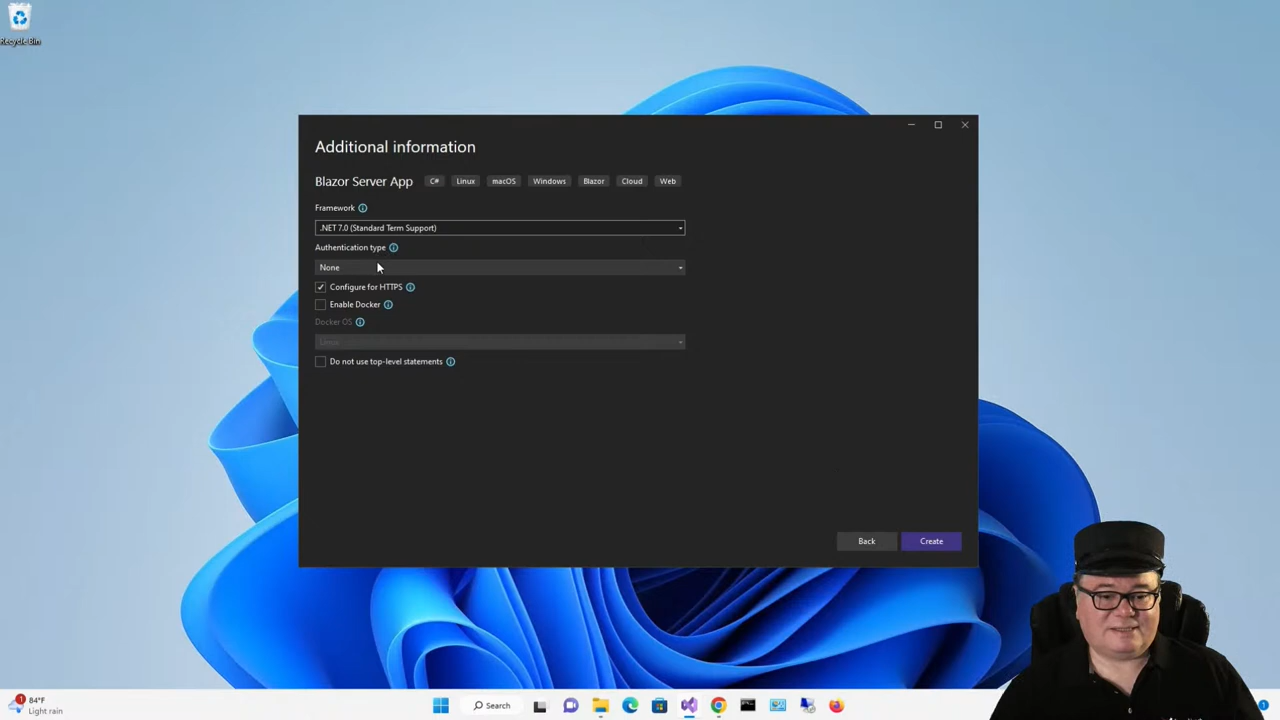 Recycle Bin
Additional information
Blazor Server App C# Linux macOS Windows Blazor Cloud Web
Framework
.NET 7.0 (Standard Term Support)
Authentication type
None
Configure for HTTPS
Enable Docker
Docker OS
Linux
Do not use top-level statements
Back Create
1 84°F
Light rain
Search